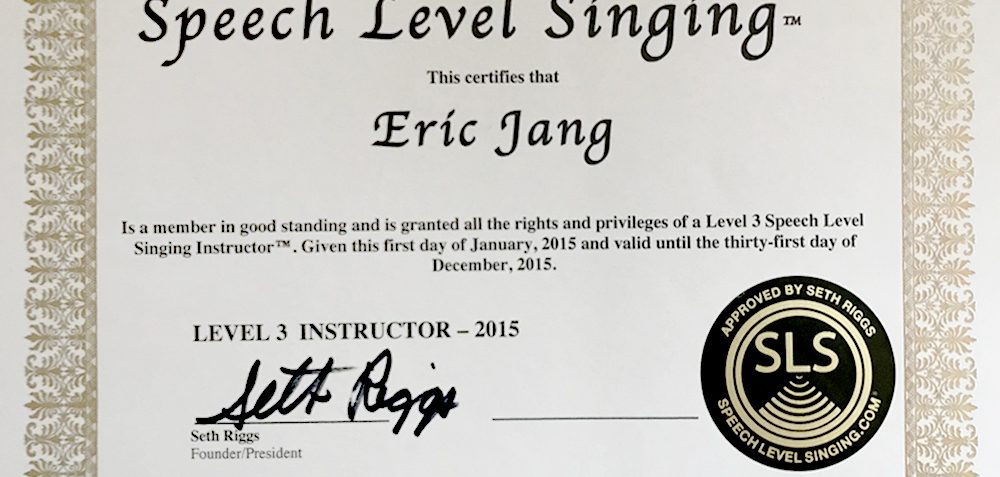 Speech Level Singing™
This certifies that
Eric Jang
Is a member in good standing and is granted all the rights and privileges of a Level 3 Speech Level
Singing Instructor™. Given this first day of January, 2015 and valid until the thirty-first day of
December, 2015.
LEVEL 3 INSTRUCTOR – 2015
Seth Riggs
Seth Riggs
Founder/President
APPROVED BY SETH RIGGS
SLS
SPEECH LEVEL SINGING.COM